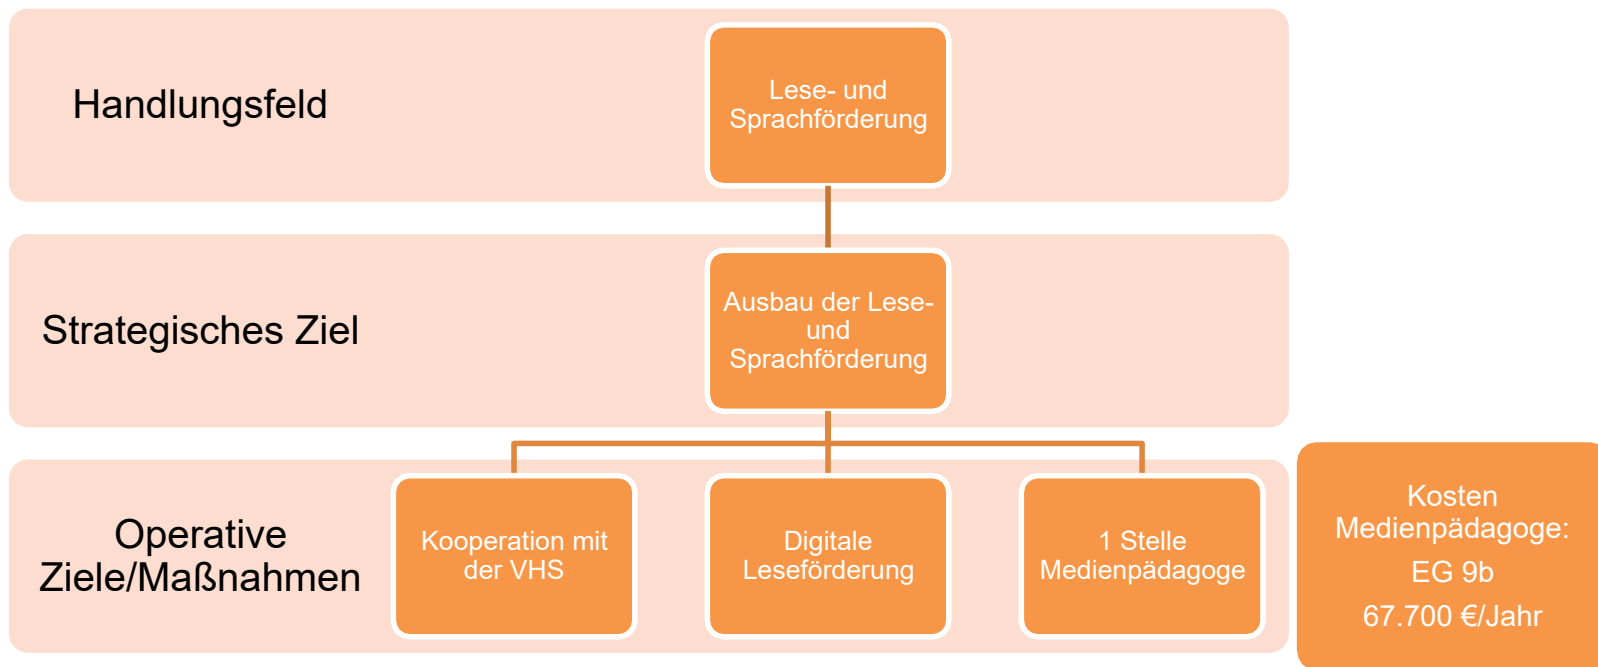 Handlungsfeld
Lese- und
Sprachförderung
Strategisches Ziel
Ausbau der Lese-
und
Sprachförderung
Operative
Ziele/Maßnahmen
Kooperation mit
der VHS
Digitale
Leseförderung
1 Stelle
Medienpädagoge
Kosten
Medienpädagoge:
EG 9b
67.700 €/Jahr